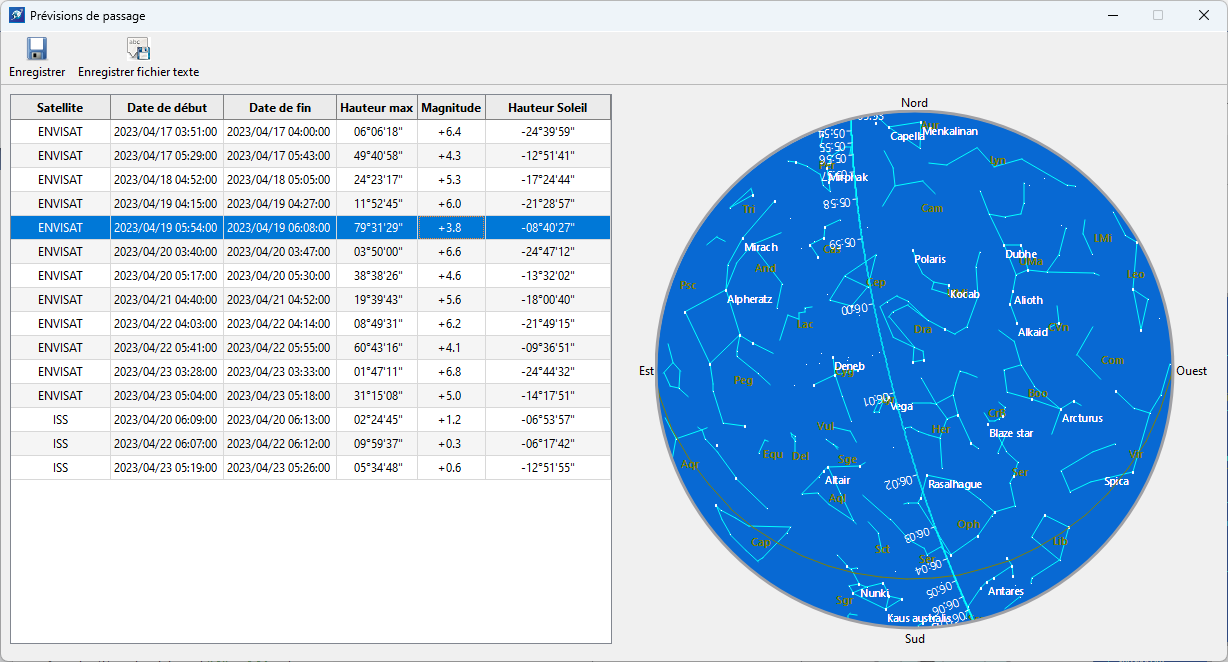 Prévisions de passage
Enregistrer Enregistrer fichier texte
Satellite Date de début Date de fin Hauteur max Magnitude Hauteur Soleil
ENVISAT 2023/04/17 03:51:00 2023/04/17 04:00:00 06°06'18" +6.4 -24°39'59"
ENVISAT 2023/04/17 05:29:00 2023/04/17 05:43:00 49°40'58" +4.3 -12°51'41"
ENVISAT 2023/04/18 04:52:00 2023/04/18 05:05:00 24°23'17" +5.3 -17°24'44"
ENVISAT 2023/04/19 04:15:00 2023/04/19 04:27:00 11°52'45" +6.0 -21°28'57"
ENVISAT 2023/04/19 05:54:00 2023/04/19 06:08:00 79°31'29" +3.8 -08°40'27"
ENVISAT 2023/04/20 03:40:00 2023/04/20 03:47:00 03°50'00" +6.6 -24°47'12"
ENVISAT 2023/04/20 05:17:00 2023/04/20 05:30:00 38°38'26" +4.6 -13°32'02"
ENVISAT 2023/04/21 04:40:00 2023/04/21 04:52:00 19°39'43" +5.6 -18°00'40"
ENVISAT 2023/04/22 04:03:00 2023/04/22 04:14:00 08°49'31" +6.2 -21°49'15"
ENVISAT 2023/04/22 05:41:00 2023/04/22 05:55:00 60°43'16" +4.1 -09°36'51"
ENVISAT 2023/04/23 03:28:00 2023/04/23 03:33:00 01°47'11" +6.8 -24°44'32"
ENVISAT 2023/04/23 05:04:00 2023/04/23 05:18:00 31°15'08" +5.0 -14°17'51"
ISS 2023/04/20 06:09:00 2023/04/20 06:13:00 02°24'45" +1.2 -06°53'57"
ISS 2023/04/22 06:07:00 2023/04/22 06:12:00 09°59'37" +0.3 -06°17'42"
ISS 2023/04/23 05:19:00 2023/04/23 05:26:00 05°34'48" +0.6 -12°51'55"
Nord
05:53
Capella
Menkalinan
05:54
05:55
05:56
Lyn
05:57
Mirphak
05:58
Tri
Cam
05:59
Mirach
Cas
LMi
Polaris
Dubhe
UMa
And
Leo
Psc
Cep
Alpheratz
Kocab
Alioth
06:00
Lac
Dra
Alkaid
CVn
Com
Deneb
Cyg
Est
Ouest
Peg
Boo
06:01
Vega
CrB
Arcturus
Vul
Her
Blaze star
Equ
Del
Sge
Vir
Aqr
Ser
Altair
06:02
Rasalhague
Spica
Aql
Oph
06:03
Cap
Sct
Lib
Ser
06:04
06:05
Antares
Sgr
Nunki
06:06
Kaus australis
Sud